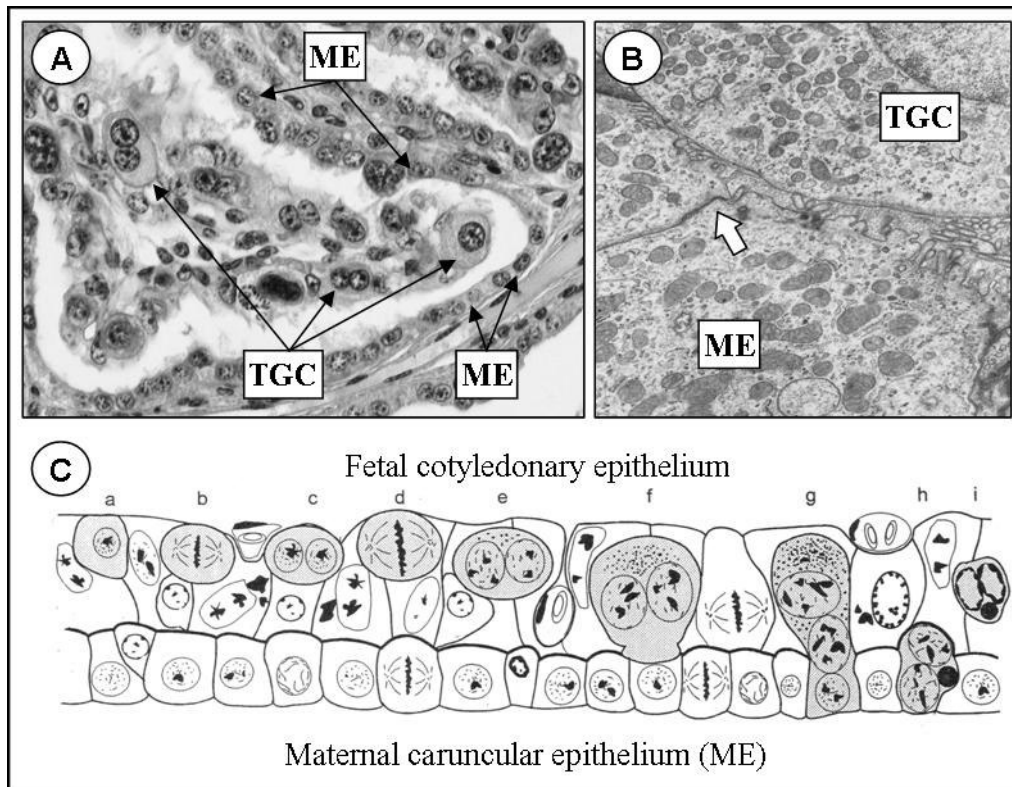 A
ME
TGC
ME
B
TGC
ME
C
Fetal cotyledonary epithelium
a b c d e f g h i
Maternal caruncular epithelium (ME)